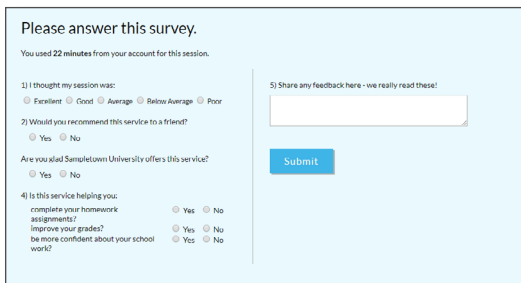 Please answer this survey.
You used 22 minutes from your account for this session.
1) I thought my session was:
Excellent Good Average Below Average Poor
2) Would you recommend this service to a friend?
Yes No
Are you glad Sampletown University offers this service?
Yes No
4) Is this service helping you:
complete your homework
assignments?
Yes No
improve your grades? Yes No
be more confident about your school
work?
Yes No
5) Share any feedback here - we really read these!
Submit